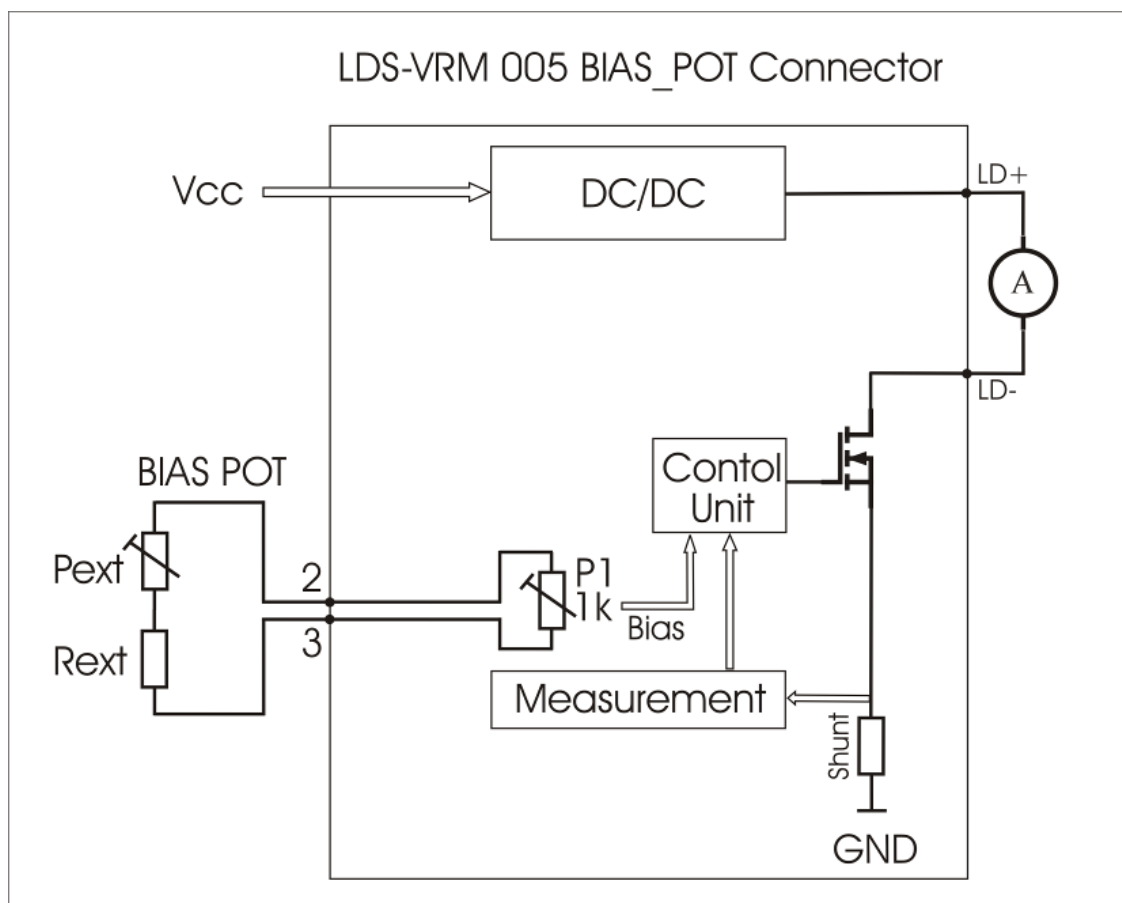 LDS-VRM 005 BIAS_POT Connector
Vcc
DC/DC
LD+
A
LD-
BIAS POT
Contol
Unit
Pext
2
P1
1k
Bias
3
Rext
Measurement
Shunt
GND